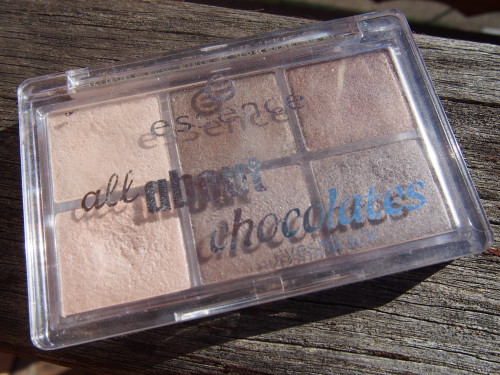 essence
all about
chocolates